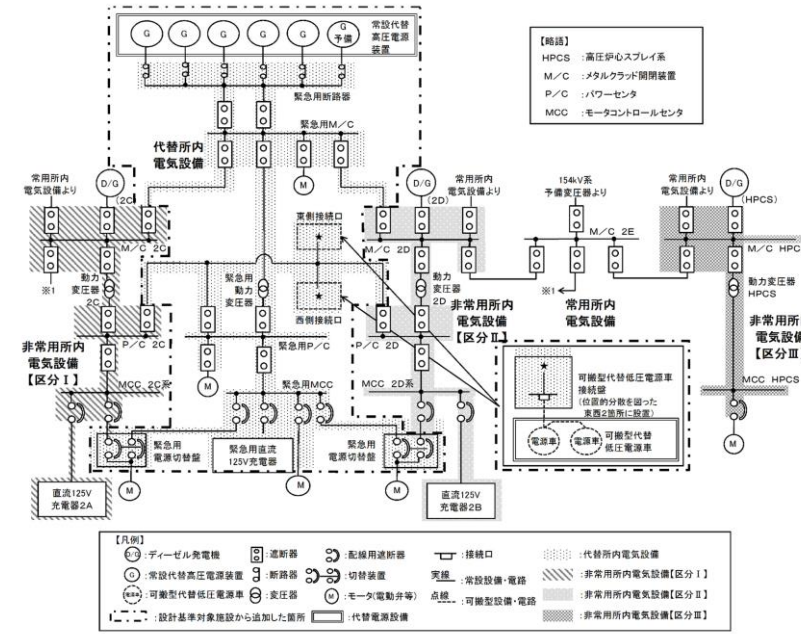 G
G
G
G
G
G
予備
常設代替
高圧電源
装置
【略語】
HPCS :高圧炉心スプレイ系
M/C :メタルクラッド開閉装置
P/C :パワーセンタ
MCC :モータコントロールセンタ
緊急用断路器
緊急用M/C
代替所内
電気設備
M
常用所内
電気設備より
D/G
(2C)
D/G
(2D)
常用所内
電気設備より
154kV系
予備変圧器より
常用所内
電気設備より
D/G
(HPCS)
M/C 2C
東側接続口
★
M/C 2D
M/C 2E
M/C HPC
※1
動力
変圧器
2C
緊急用
動力
変圧器
★
西側接続口
動力
変圧器
2D
※1
非常用所内
電気設備
【区分Ⅱ】
常用所内
電気設備
動力変圧器
HPCS
非常用所内
電気設備
【区分Ⅰ】
P/C 2C
緊急用P/C
P/C 2D
非常用所
電気設備
【区分Ⅲ
M
MCC 2C系
緊急用MCC
MCC 2D系
MCC HPCS
★
可搬型代替低圧電源車
接続盤
(位置的分散を図った
東西2箇所に設置)
電源車
電源車
可搬型代替
低圧電源車
緊急用
電源切替盤
緊急用直流
125V充電器
緊急用
電源切替盤
M
M
M
M
直流125V
充電器2A
直流125V
充電器2B
【凡例】
D/G :ディーゼル発電機
:遮断器
:配線用遮断器
:接続口
:代替所内電気設備
G :常設代替高圧電源装置
:断路器
:切替装置
実線 :常設設備・電路
:非常用所内電気設備【区分Ⅰ】
電源車 :可搬型代替低圧電源車
:変圧器
M :モータ(電動弁等)
点線 :可搬型設備・電路
:非常用所内電気設備【区分Ⅱ】
:設計基準対象施設から追加した箇所
:代替電源設備
:非常用所内電気設備【区分Ⅲ】